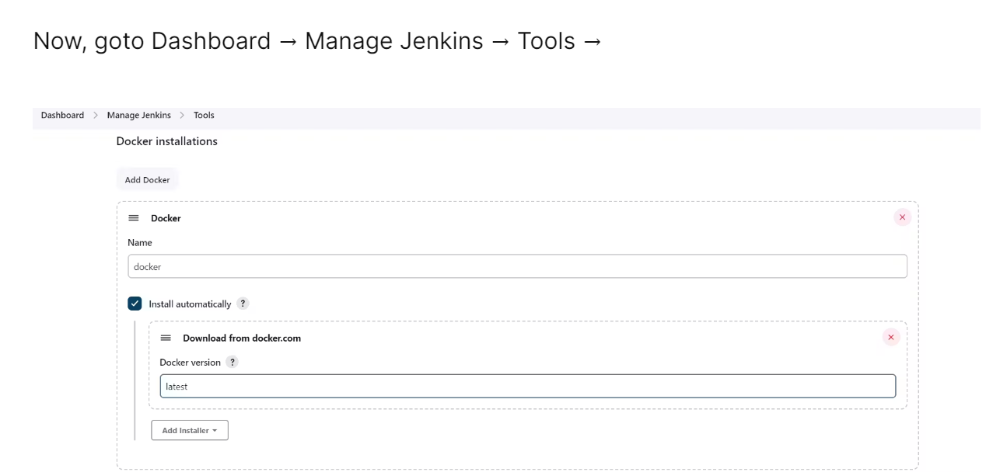 Now, goto Dashboard → Manage Jenkins → Tools →
Dashboard > Manage Jenkins > Tools
Docker installations
Add Docker
Docker
Name
docker
Install automatically ?
Download from docker.com
Docker version ?
latest
Add Installer